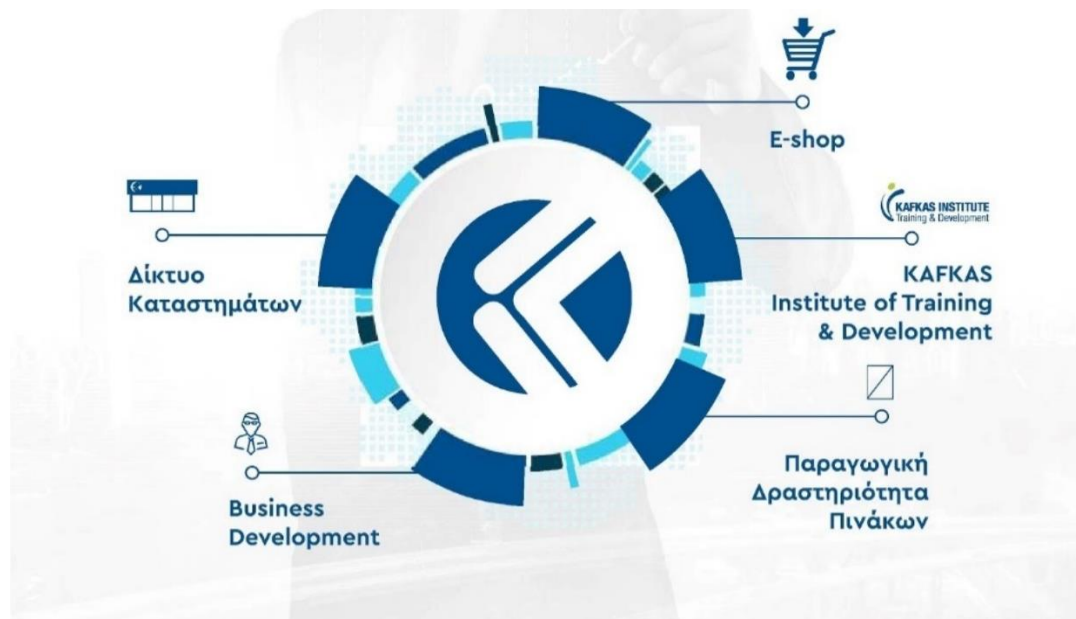 E-shop
KAFKAS INSTITUTE
Training & Development
KAFKAS
Institute of Training
& Development
Δίκτυο
Καταστημάτων
Παραγωγική
Δραστηριότητα
Πινάκων
Business
Development